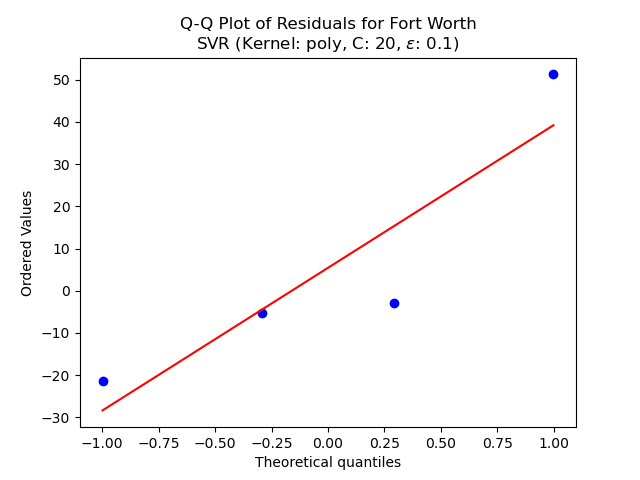 Q-Q Plot of Residuals for Fort Worth
SVR (Kernel: poly, C: 20, ε: 0.1)
50
40
30
20
10
0
−10
−20
−30
Ordered Values
−1.00 −0.75 −0.50 −0.25 0.00 0.25 0.50 0.75 1.00
Theoretical quantiles